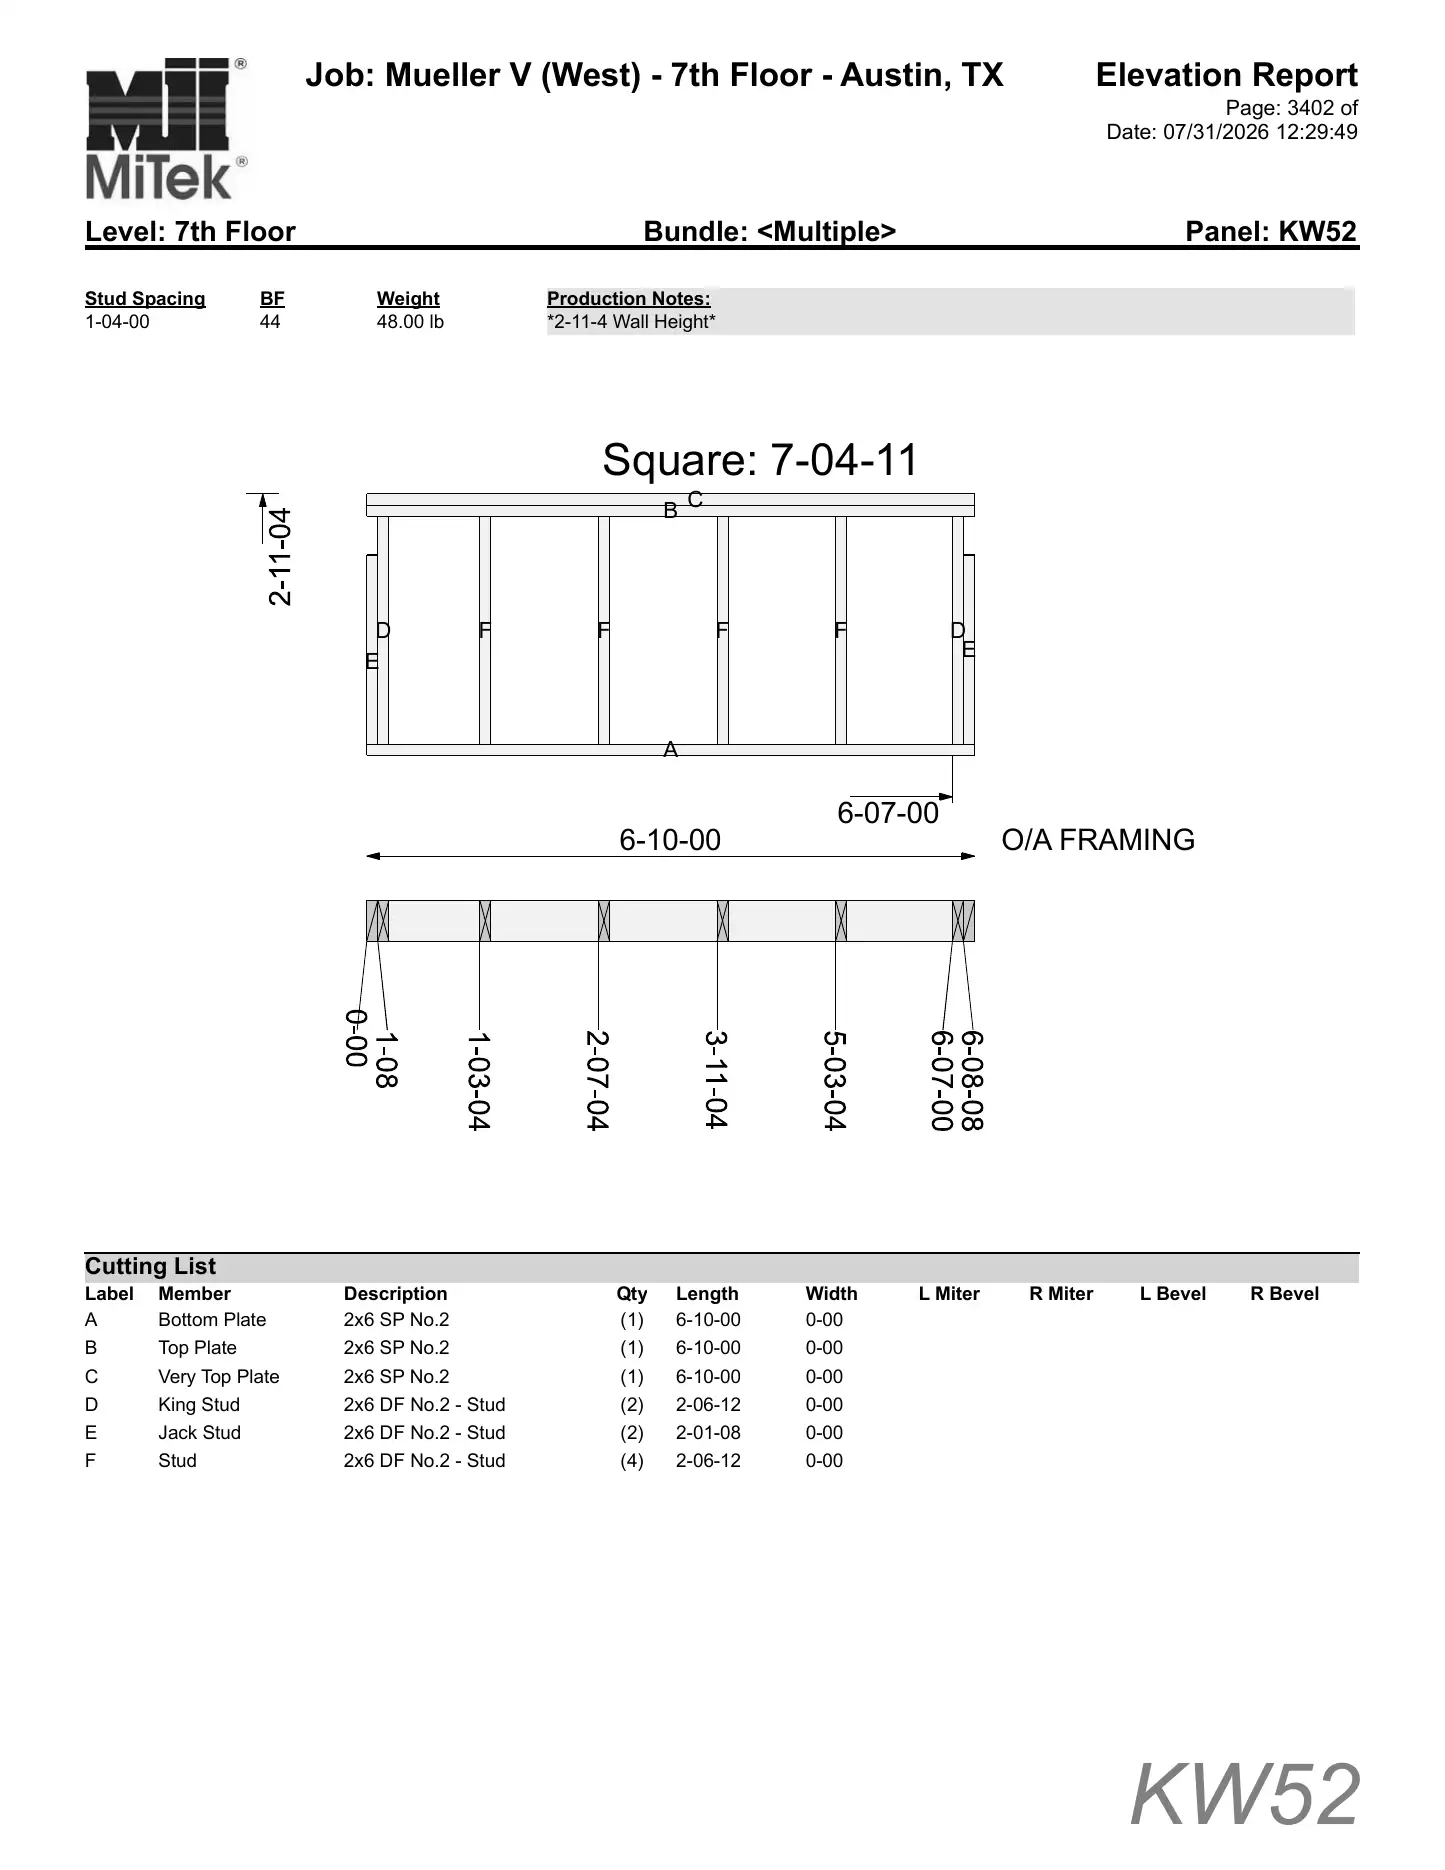 Job: Mueller V (West) - 7th Floor - Austin, TX
Elevation Report
Page: 3402 of
Date: 07/31/2026 12:29:49
MiTek®
Level: 7th Floor Bundle: <Multiple> Panel: KW52
Stud Spacing BF Weight Production Notes:
1-04-00 44 48.00 lb *2-11-4 Wall Height*
Square: 7-04-11
C
B
2-11-04
D F F F F D
E E
A
6-07-00
6-10-00 O/A FRAMING
0-00 1-08 1-03-04 2-07-04 3-11-04 5-03-04 6-07-00 6-08-08
Cutting List
Label Member Description Qty Length Width L Miter R Miter L Bevel R Bevel
A Bottom Plate 2x6 SP No.2 (1) 6-10-00 0-00
B Top Plate 2x6 SP No.2 (1) 6-10-00 0-00
C Very Top Plate 2x6 SP No.2 (1) 6-10-00 0-00
D King Stud 2x6 DF No.2 - Stud (2) 2-06-12 0-00
E Jack Stud 2x6 DF No.2 - Stud (2) 2-01-08 0-00
F Stud 2x6 DF No.2 - Stud (4) 2-06-12 0-00
KW52